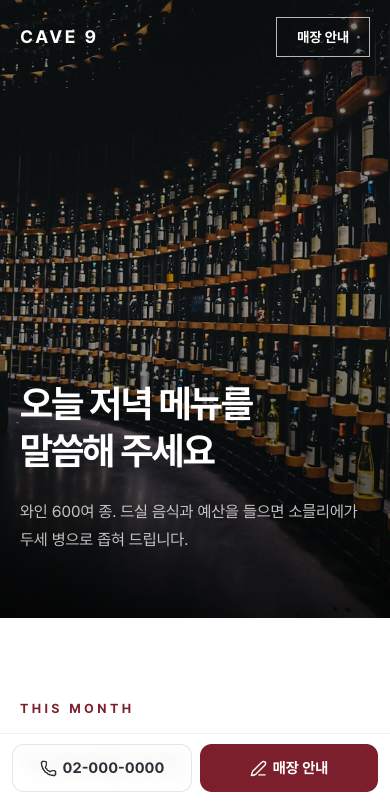 CAVE 9
매장 안내
오늘 저녁 메뉴를
말씀해 주세요
와인 600여 종. 드실 음식과 예산을 들으면 소믈리에가
두세 병으로 좁혀 드립니다.
THIS MONTH
02-000-0000
매장 안내